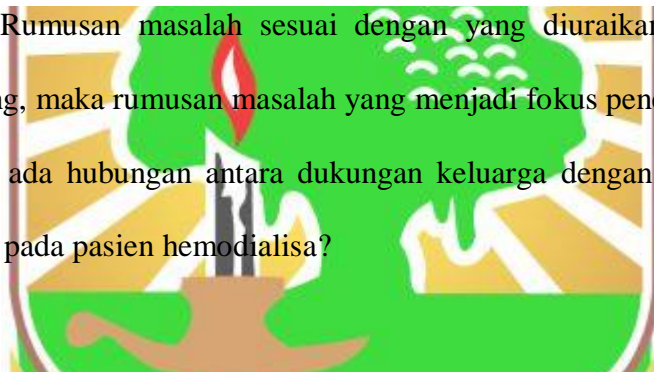 Rumusan masalah sesuai dengan yang diuraikan
maka rumusan masalah yang menjadi fokus
ada hubungan antara dukungan keluarga dengan
pada pasien hemodialisa?